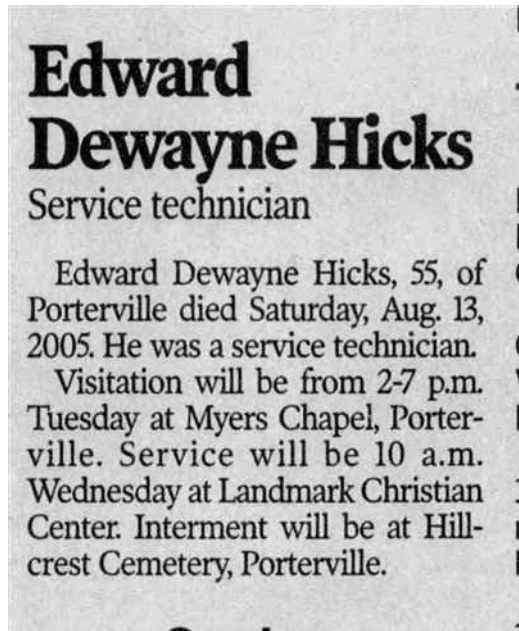 Edward
Dewayne Hicks
Service technician
Edward Dewayne Hicks, 55, of
Porterville died Saturday, Aug. 13,
2005. He was a service technician.
Visitation will be from 2-7 p.m.
Tuesday at Myers Chapel, Porter-
ville. Service will be 10 a.m.
Wednesday at Landmark Christian
Center. Interment will be at Hill-
crest Cemetery, Porterville.